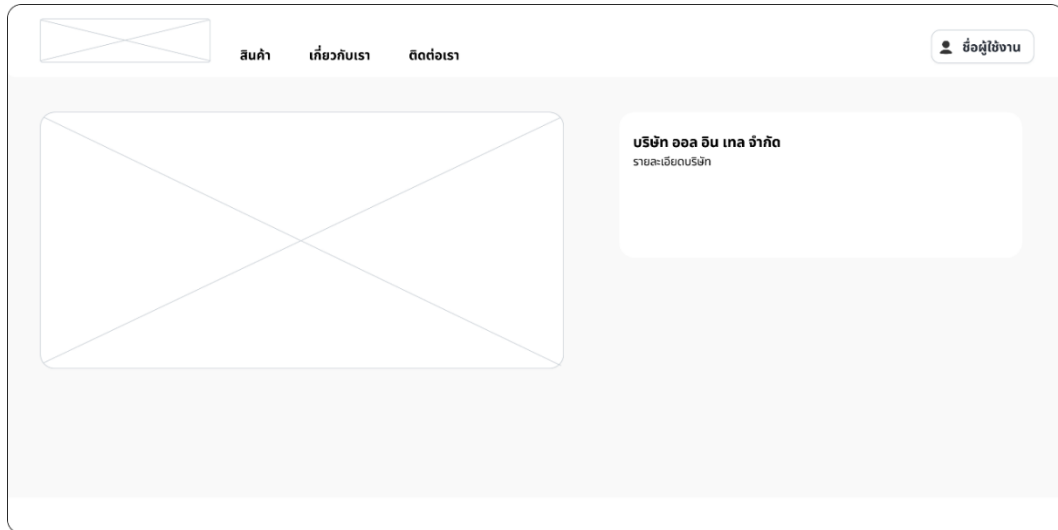 สินค้า เกี่ยวกับเรา ติดต่อเรา
ชื่อผู้ใช้งาน
บริษัท ออล อิน เทล จำกัด
รายละเอียดบริษัท